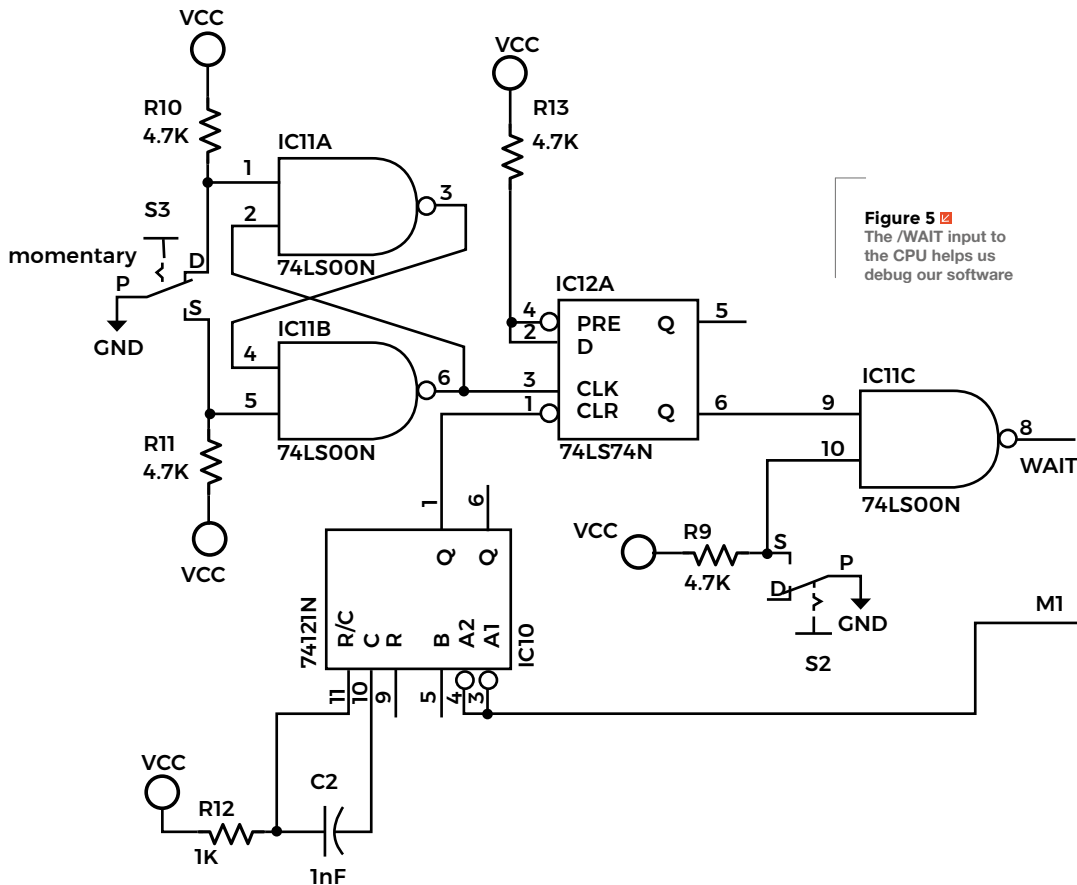 VCC
R10
4.7K
IC11A
1
2
3
74LS00N
S3
momentary
D
P
S
GND
IC11B
4
5
6
74LS00N
R11
4.7K
VCC
VCC
R13
4.7K
IC12A
4
2
3
1
PRE
D
CLK
CLR
Q
Q
5
6
74LS74N
Figure 5
The /WAIT input to
the CPU helps us
debug our software
IC11C
9
10
8
WAIT
74LS00N
VCC
R9
4.7K
S
D
P
GND
S2
M1
1
6
Q
Q
74121N
R/C
C
R
B
A2
A1
IC10
11
10
9
5
4
3
VCC
R12
1K
C2
1nF